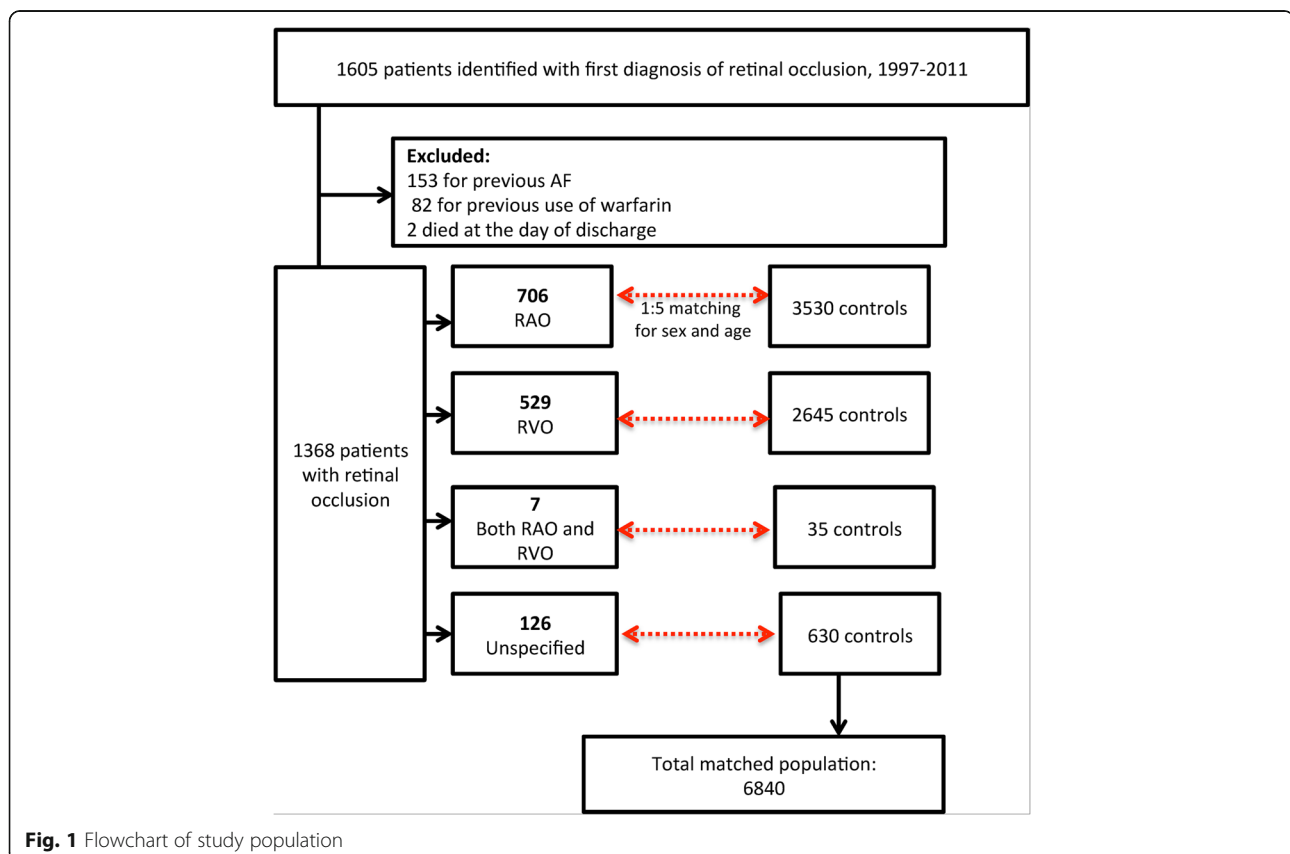 1605 patients identified with first diagnosis of retinal occlusion, 1997-2011
Excluded:
153 for previous AF
82 for previous use of warfarin
2 died at the day of discharge
1368 patients
with retinal
occlusion
706
RAO
1:5 matching
for sex and age
3530 controls
529
RVO
2645 controls
7
Both RAO and
RVO
35 controls
126
Unspecified
630 controls
Total matched population:
6840
Fig. 1 Flowchart of study population